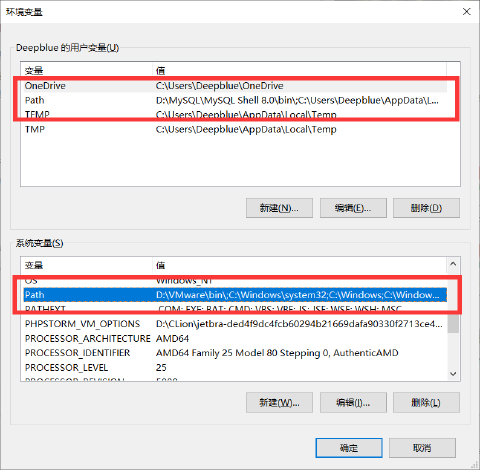 环境变量
Deepblue 的用户变量(U)
变量 值
OneDrive C:\Users\Deepblue\OneDrive
Path D:\MySQL\MySQL Shell 8.0\bin\;C:\Users\Deepblue\AppData\L...
TEMP C:\Users\Deepblue\AppData\Local\Temp
TMP C:\Users\Deepblue\AppData\Local\Temp
新建(N)... 编辑(E)... 删除(D)
系统变量(S)
变量 值
OS Windows_NT
Path D:\VMware\bin\;C:\Windows\system32;C:\Windows;C:\Window...
PATHEXT .COM;.EXE;.BAT;.CMD;.VBS;.VBE;.JS;.JSE;.WSF;.WSH;.MSC
PHPSTORM_VM_OPTIONS D:\CLion\jetbra-ded4f9dc4fcb60294b21669dafa90330f2713ce4...
PROCESSOR_ARCHITECTURE AMD64
PROCESSOR_IDENTIFIER AMD64 Family 25 Model 80 Stepping 0, AuthenticAMD
PROCESSOR_LEVEL 25
PROCESSOR_REVISION 5000
新建(W)... 编辑(I)... 删除(L)
确定 取消